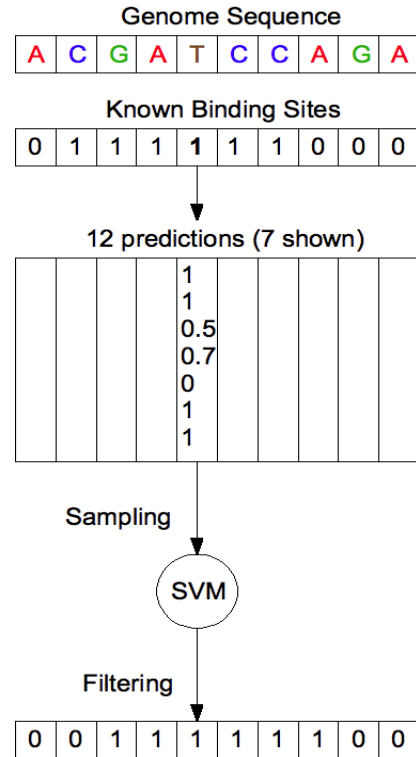 Genome Sequence
A C G A T C C A G A
Known Binding Sites
0 1 1 1 1 1 1 0 0 0
12 predictions (7 shown)
1
1
0.5
0.7
0
1
1
Sampling
SVM
Filtering
0 0 1 1 1 1 1 1 0 0